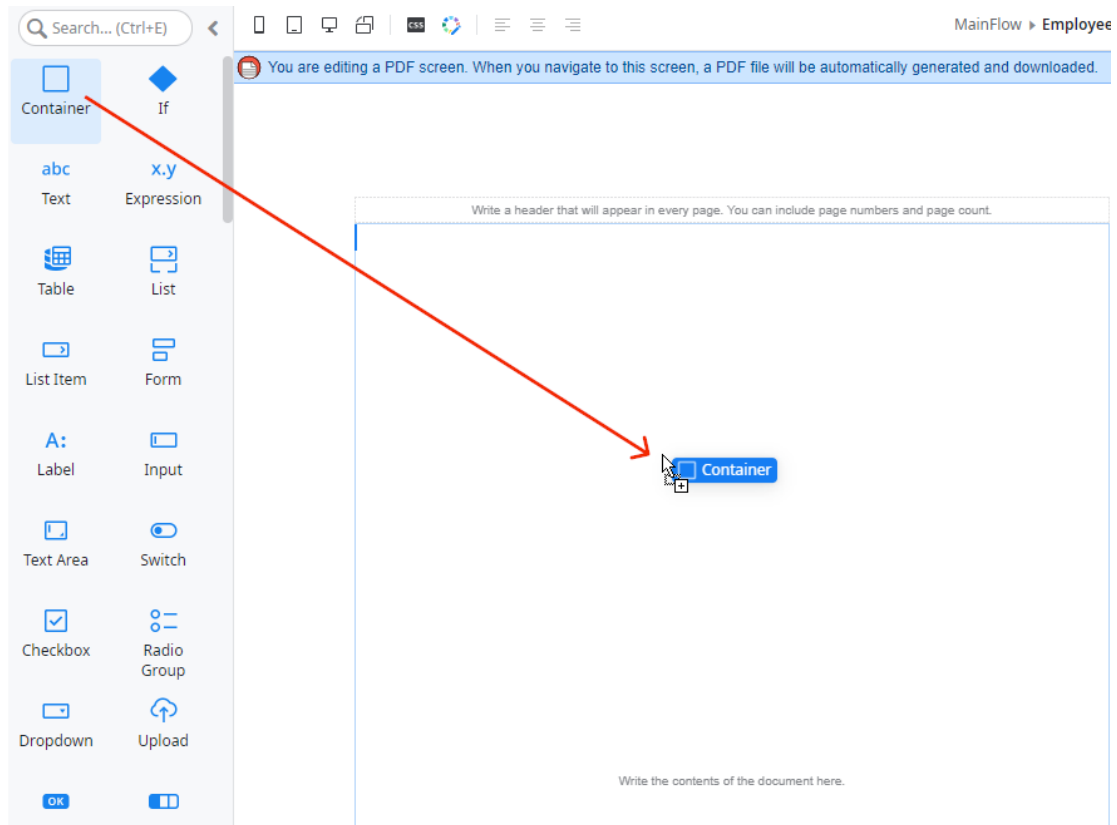 Search... (Ctrl+E)
css
MainFlow Employee
You are editing a PDF screen. When you navigate to this screen, a PDF file will be automatically generated and downloaded.
Container
If
abc
x.y
Text
Expression
Write a header that will appear in every page. You can include page numbers and page count.
Table
List
List Item
Form
A:
Label
Input
Container
Text Area
Switch
Checkbox
Radio
Group
Dropdown
Upload
Write the contents of the document here.
OK